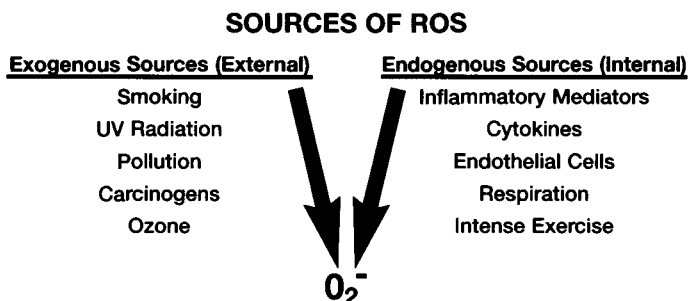 SOURCES OF ROS
Exogenous Sources (External)
Smoking
UV Radiation
Pollution
Carcinogens
Ozone
Endogenous Sources (Internal)
Inflammatory Mediators
Cytokines
Endothelial Cells
Respiration
Intense Exercise
0₂⁻